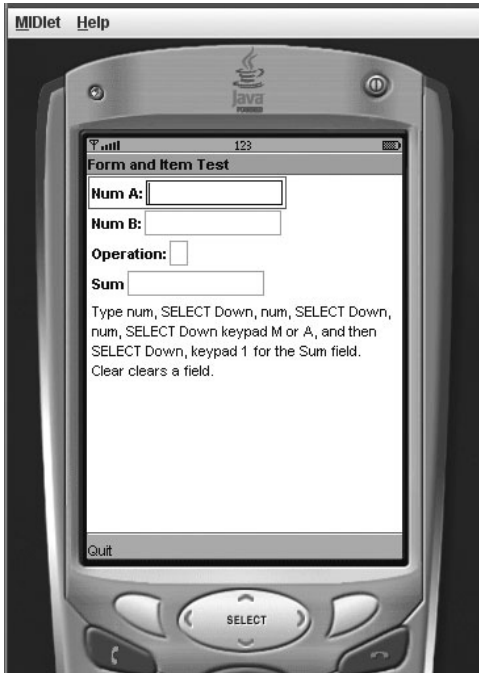 MIDlet Help
Java
POWERED
123
Form and Item Test
Num A:
Num B:
Operation:
Sum
Type num, SELECT Down, num, SELECT Down,
num, SELECT Down keypad M or A, and then
SELECT Down, keypad 1 for the Sum field.
Clear clears a field.
Quit
SELECT